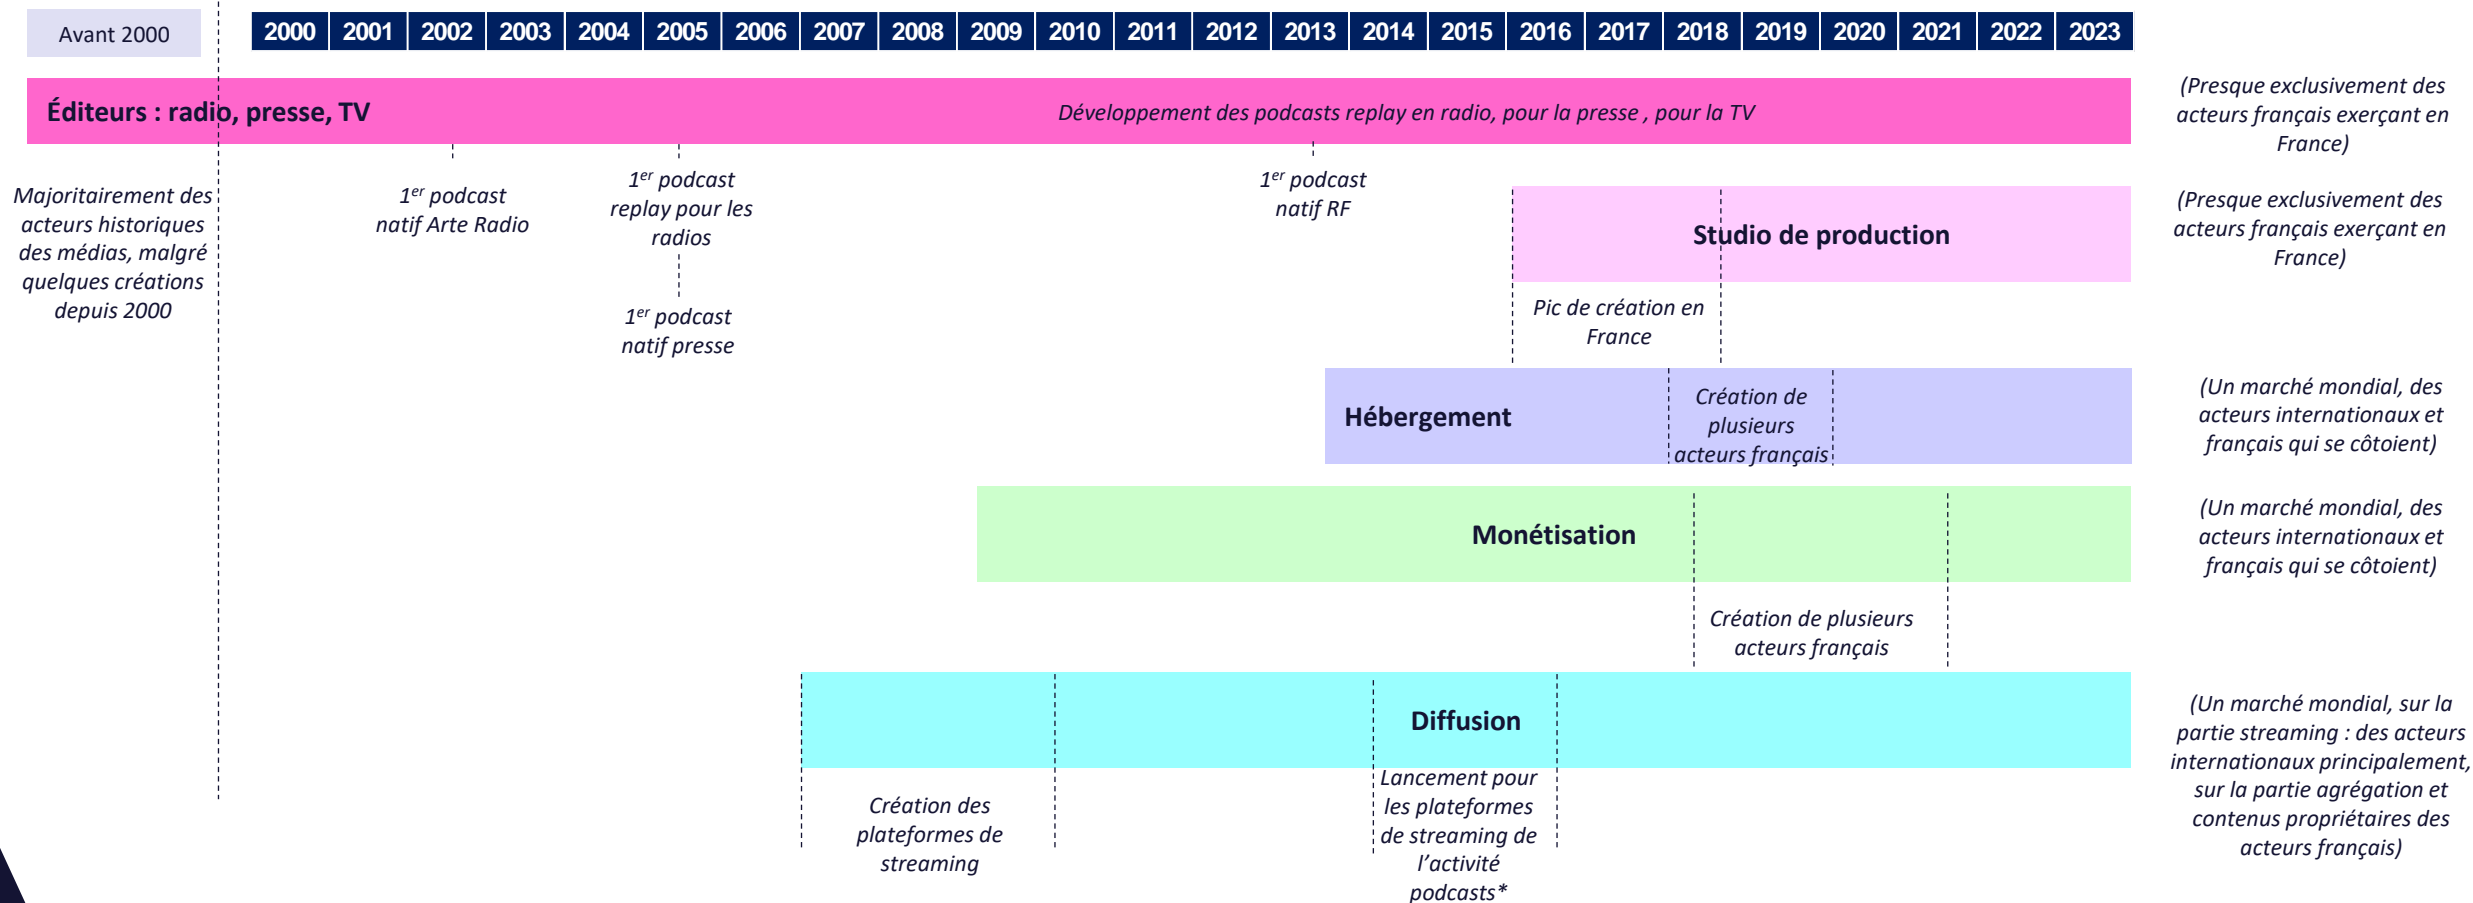 Avant 2000
2000 2001 2002 2003 2004 2005 2006 2007 2008 2009 2010 2011 2012 2013 2014 2015 2016 2017 2018 2019 2020 2021 2022 2023
Éditeurs : radio, presse, TV
Développement des podcasts replay en radio, pour la presse , pour la TV
(Presque exclusivement des
acteurs français exerçant en
France)
Majoritairement des
acteurs historiques
des médias, malgré
quelques créations
depuis 2000
1er podcast
natif Arte Radio
1er podcast
replay pour les
radios
1er podcast
natif presse
1er podcast
natif RF
Studio de production
(Presque exclusivement des
acteurs français exerçant en
France)
Pic de création en
France
Hébergement
Création de
plusieurs
acteurs français
(Un marché mondial, des
acteurs internationaux et
français qui se côtoient)
Monétisation
(Un marché mondial, des
acteurs internationaux et
français qui se côtoient)
Création de plusieurs
acteurs français
Diffusion
(Un marché mondial, sur la
partie streaming : des acteurs
internationaux principalement,
sur la partie agrégation et
contenus propriétaires des
acteurs français)
Création des
plateformes de
streaming
Lancement pour
les plateformes
de streaming de
l’activité
podcasts*